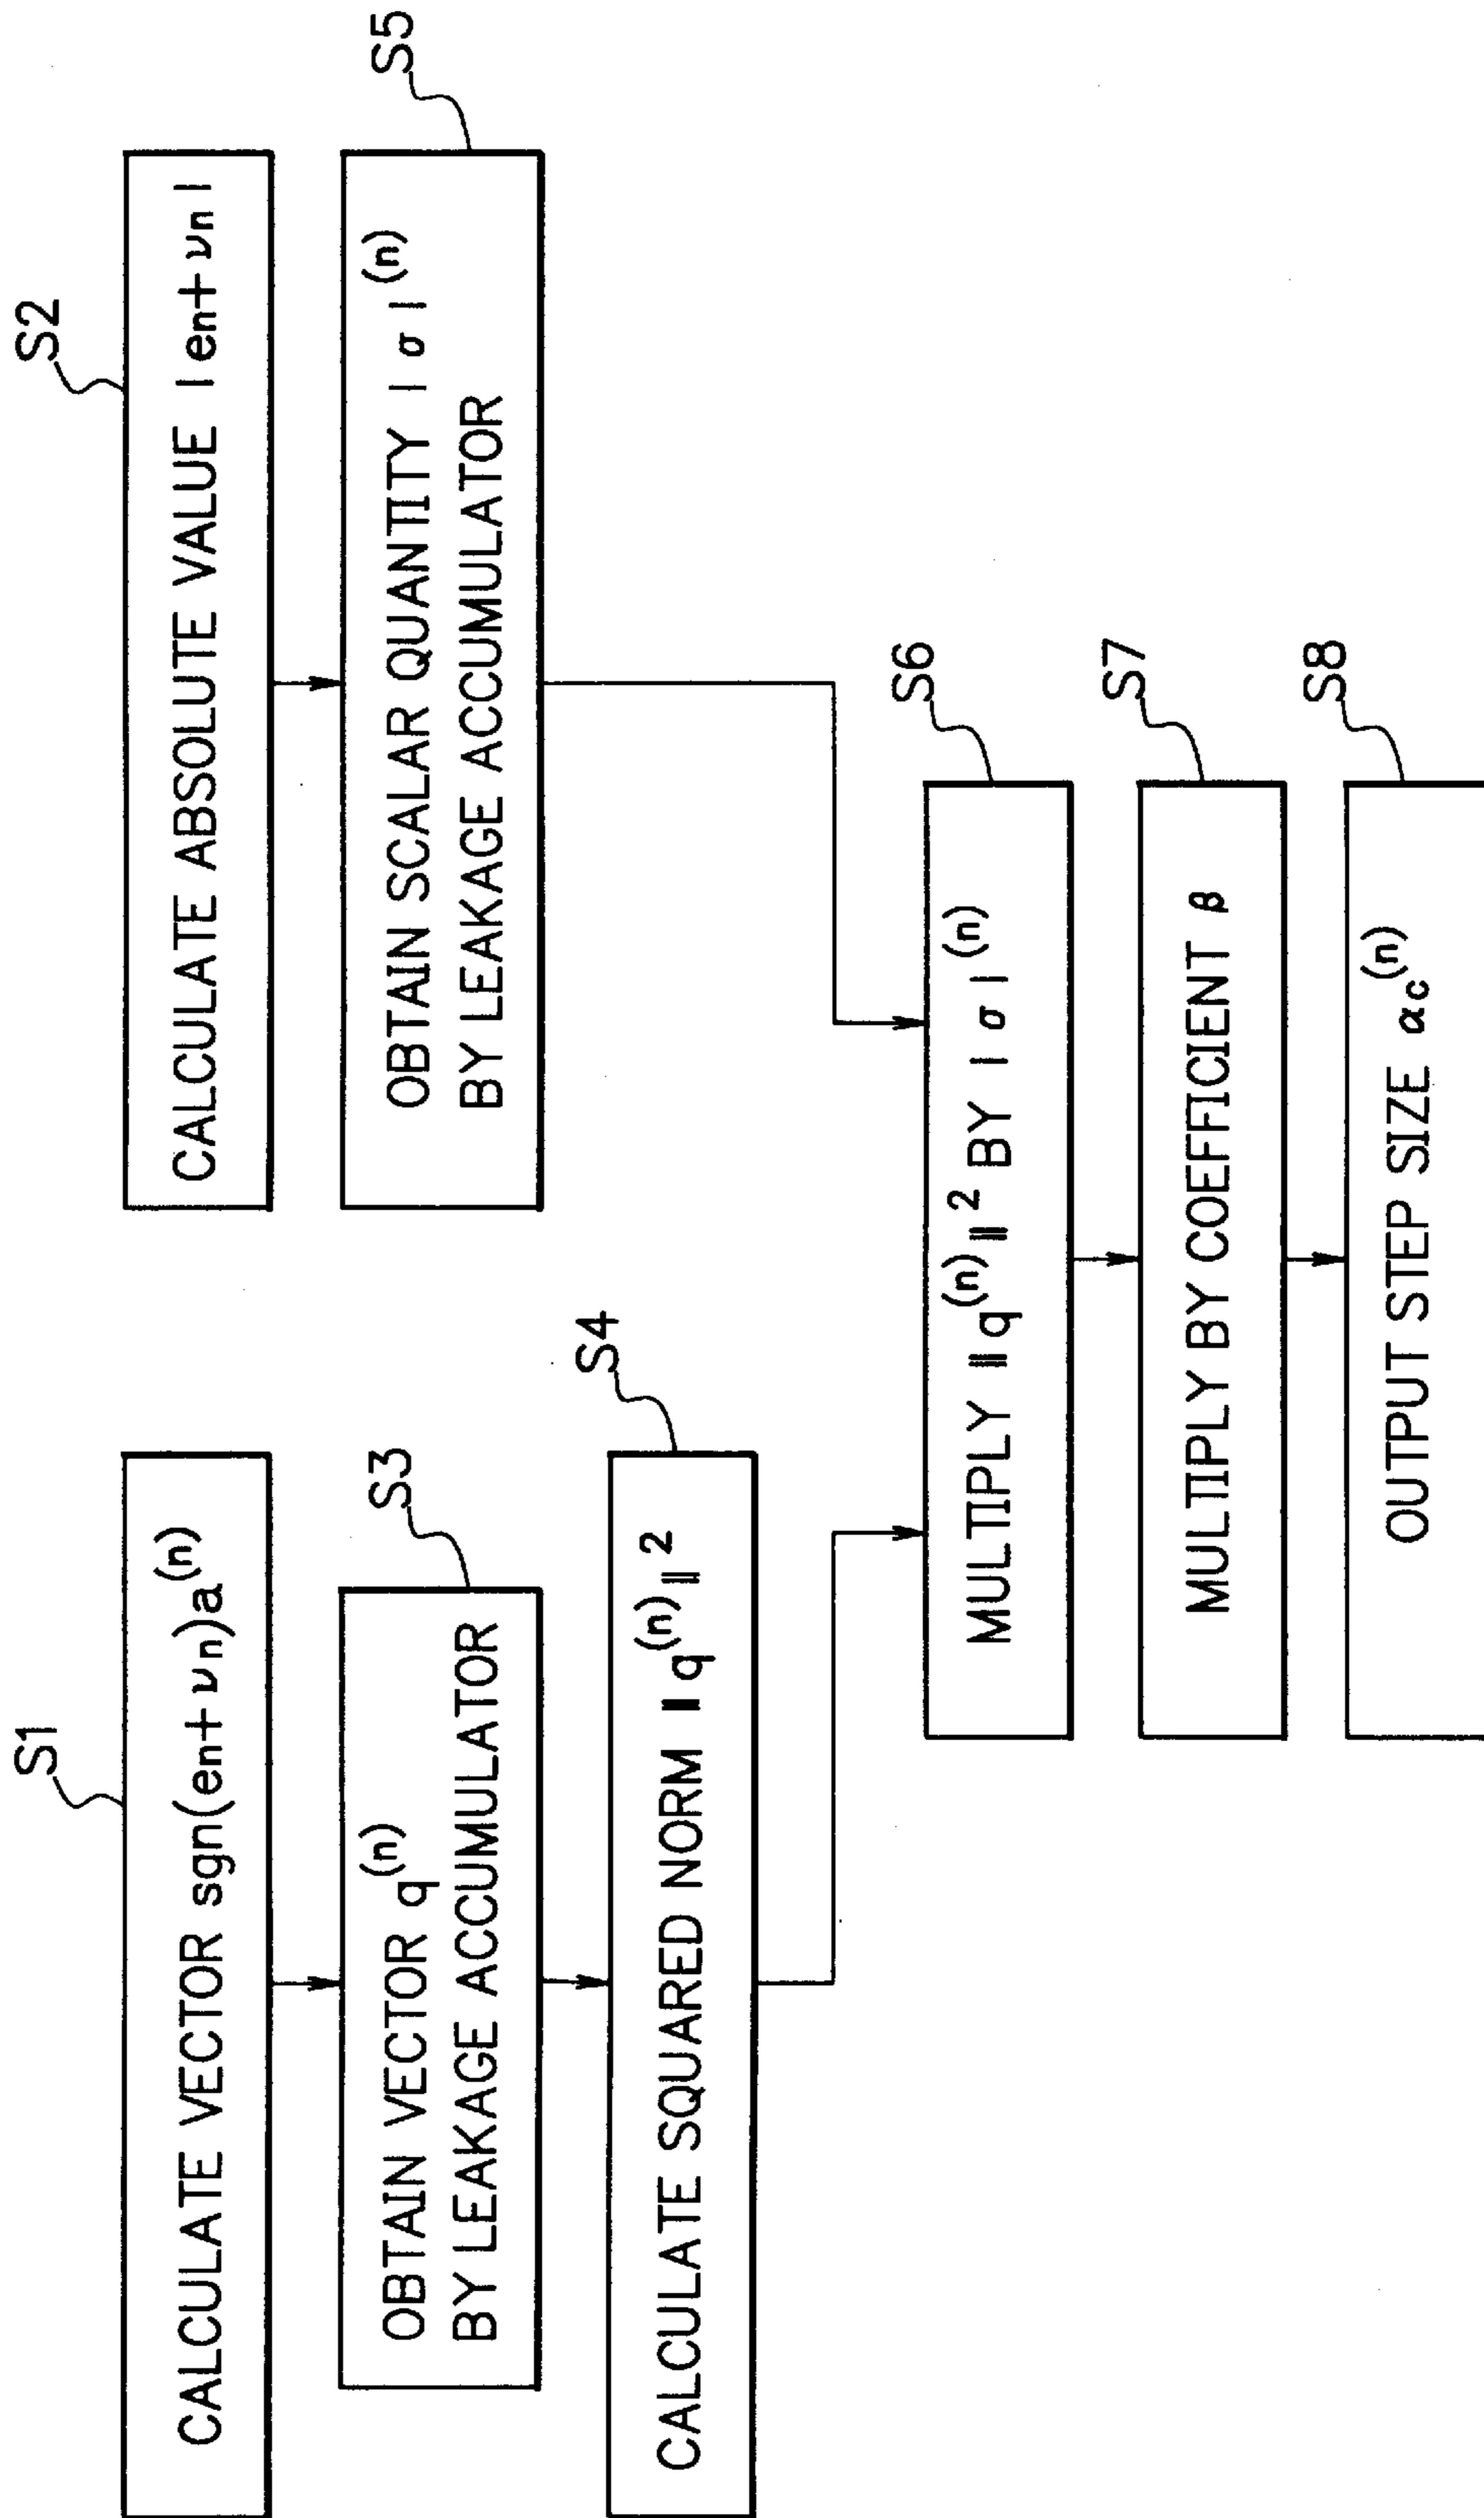 S1
CALCULATE VECTOR sgn(en+νn)a(n)
S3
OBTAIN VECTOR q(n)
BY LEAKAGE ACCUMULATOR
S4
CALCULATE SQUARED NORM ‖q(n)‖2
S2
CALCULATE ABSOLUTE VALUE |en+νn|
S5
OBTAIN SCALAR QUANTITY |σ|(n)
BY LEAKAGE ACCUMULATOR
S6
MULTIPLY ‖q(n)‖2 BY |σ|(n)
S7
MULTIPLY BY COEFFICIENT β
S8
OUTPUT STEP SIZE αc(n)